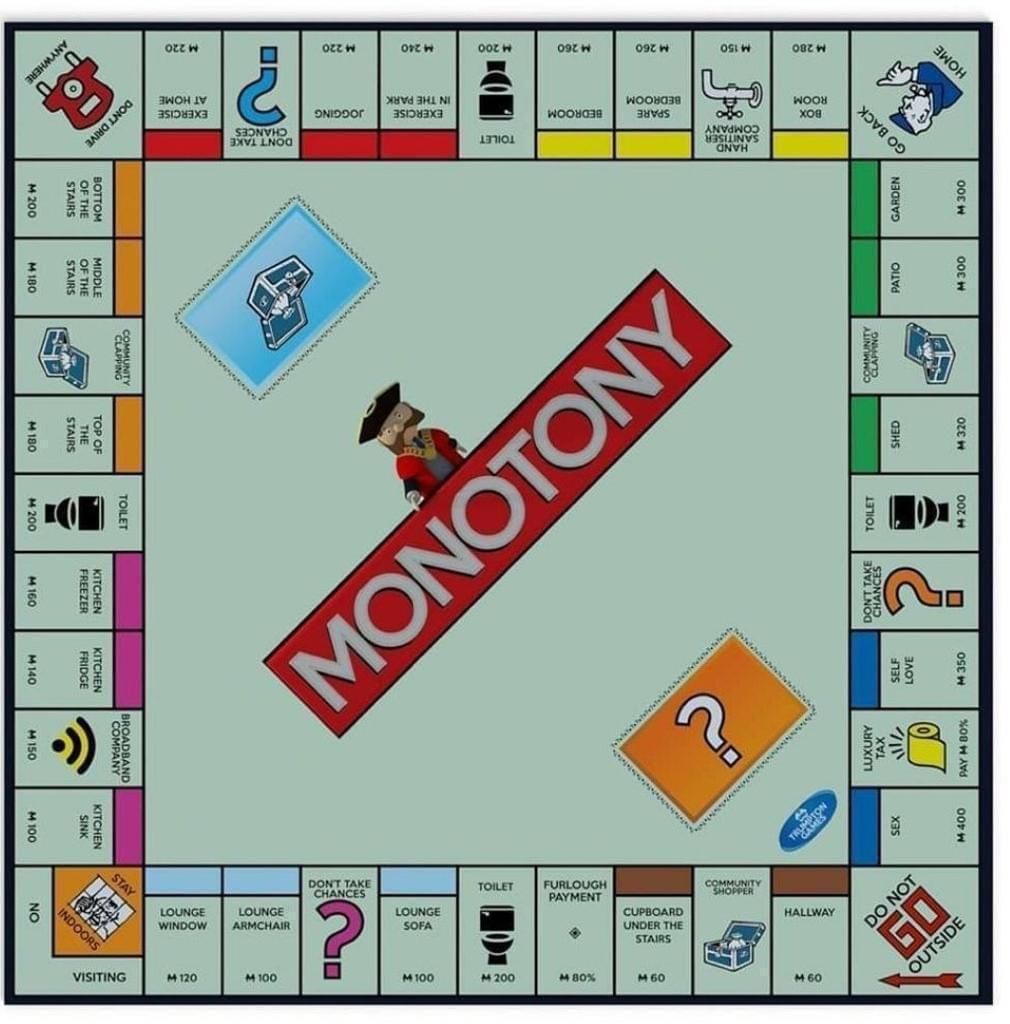 DON'T DRIVE
ANYWHERE
EXERCISE
AT HOME
M 220
DON'T TAKE
CHANCES
JOGGING
M 220
EXERCISE
IN THE PARK
M 240
TOILET
M 200
BEDROOM
M 260
SPARE
BEDROOM
M 260
HAND
SANITISER
COMPANY
M 150
BOX
ROOM
M 280
GO BACK
HOME
BOTTOM
OF THE
STAIRS
M 200
MIDDLE
OF THE
STAIRS
M 180
COMMUNITY
CLAPPING
TOP OF
THE
STAIRS
M 180
TOILET
M 200
KITCHEN
FREEZER
M 160
KITCHEN
FRIDGE
M 140
BROADBAND
COMPANY
M 150
KITCHEN
SINK
M 100
MONOTONY
TRUMPTON
GAMES
GARDEN
M 300
PATIO
M 300
COMMUNITY
CLAPPING
SHED
M 320
TOILET
M 200
DON'T TAKE
CHANCES
SELF
LOVE
M 350
LUXURY
TAX
PAY M 80%
SEX
M 400
NO
VISITING
STAY
INDOORS
LOUNGE
WINDOW
M 120
LOUNGE
ARMCHAIR
M 100
DON'T TAKE
CHANCES
LOUNGE
SOFA
M 100
TOILET
M 200
FURLOUGH
PAYMENT
M 80%
CUPBOARD
UNDER THE
STAIRS
M 60
COMMUNITY
SHOPPER
HALLWAY
M 60
DO NOT
GO
OUTSIDE